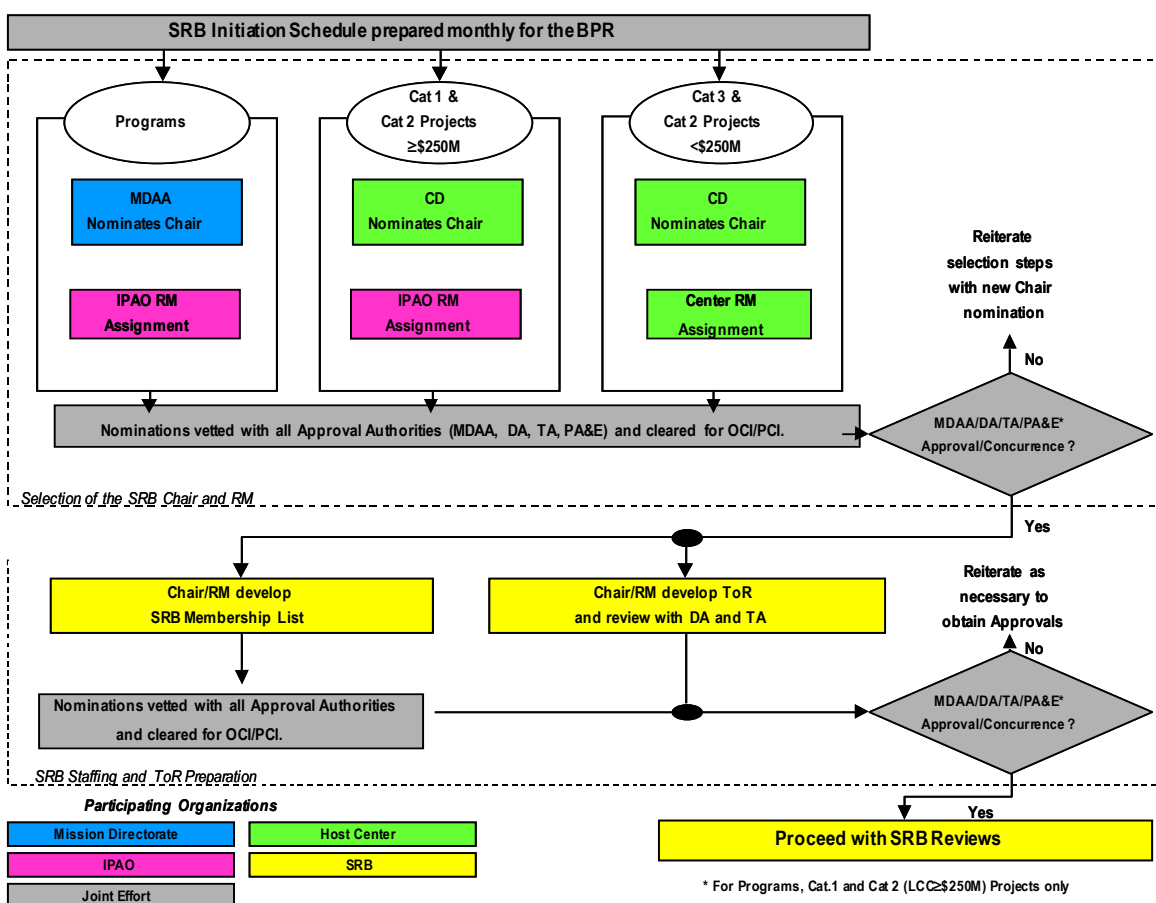 SRB Initiation Schedule prepared monthly for the BPR
Programs
Cat 1 &
Cat 2 Projects
≥$250M
Cat 3 &
Cat 2 Projects
<$250M
MDAA
Nominates Chair
CD
Nominates Chair
CD
Nominates Chair
IPAO RM
Assignment
IPAO RM
Assignment
Center RM
Assignment
Reiterate
selection steps
with new Chair
nomination
No
Nominations vetted with all Approval Authorities (MDAA, DA, TA, PA&E) and cleared for OCI/PCI.
MDAA/DA/TA/PA&E*
Approval/Concurrence ?
Selection of the SRB Chair and RM
Yes
Chair/RM develop
SRB Membership List
Chair/RM develop ToR
and review with DA and TA
Reiterate as
necessary to
obtain Approvals
No
Nominations vetted with all Approval Authorities
and cleared for OCI/PCI.
MDAA/DA/TA/PA&E*
Approval/Concurrence ?
SRB Staffing and ToR Preparation
Yes
Participating Organizations
Mission Directorate
Host Center
IPAO
SRB
Joint Effort
Proceed with SRB Reviews
* For Programs, Cat.1 and Cat 2 (LCC≥$250M) Projects only